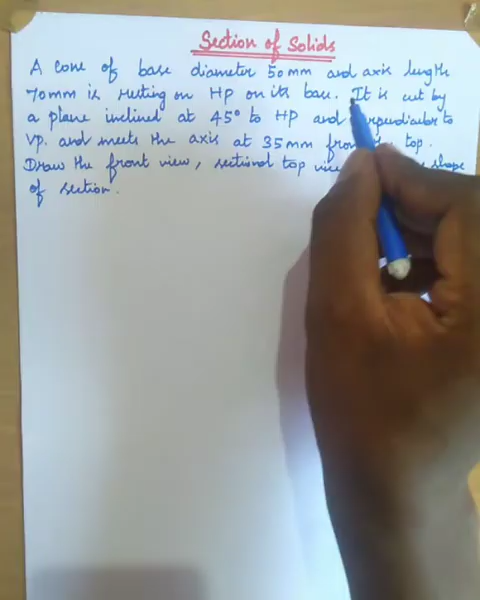 Section of Solids
A cone of base diameter 50mm and axis length
70mm is resting on HP on its base. It is cut by
a plane inclined at 45° to HP and to
VP. and meets the axis at 35mm top.
Draw the front view, sectional top shape
of section.